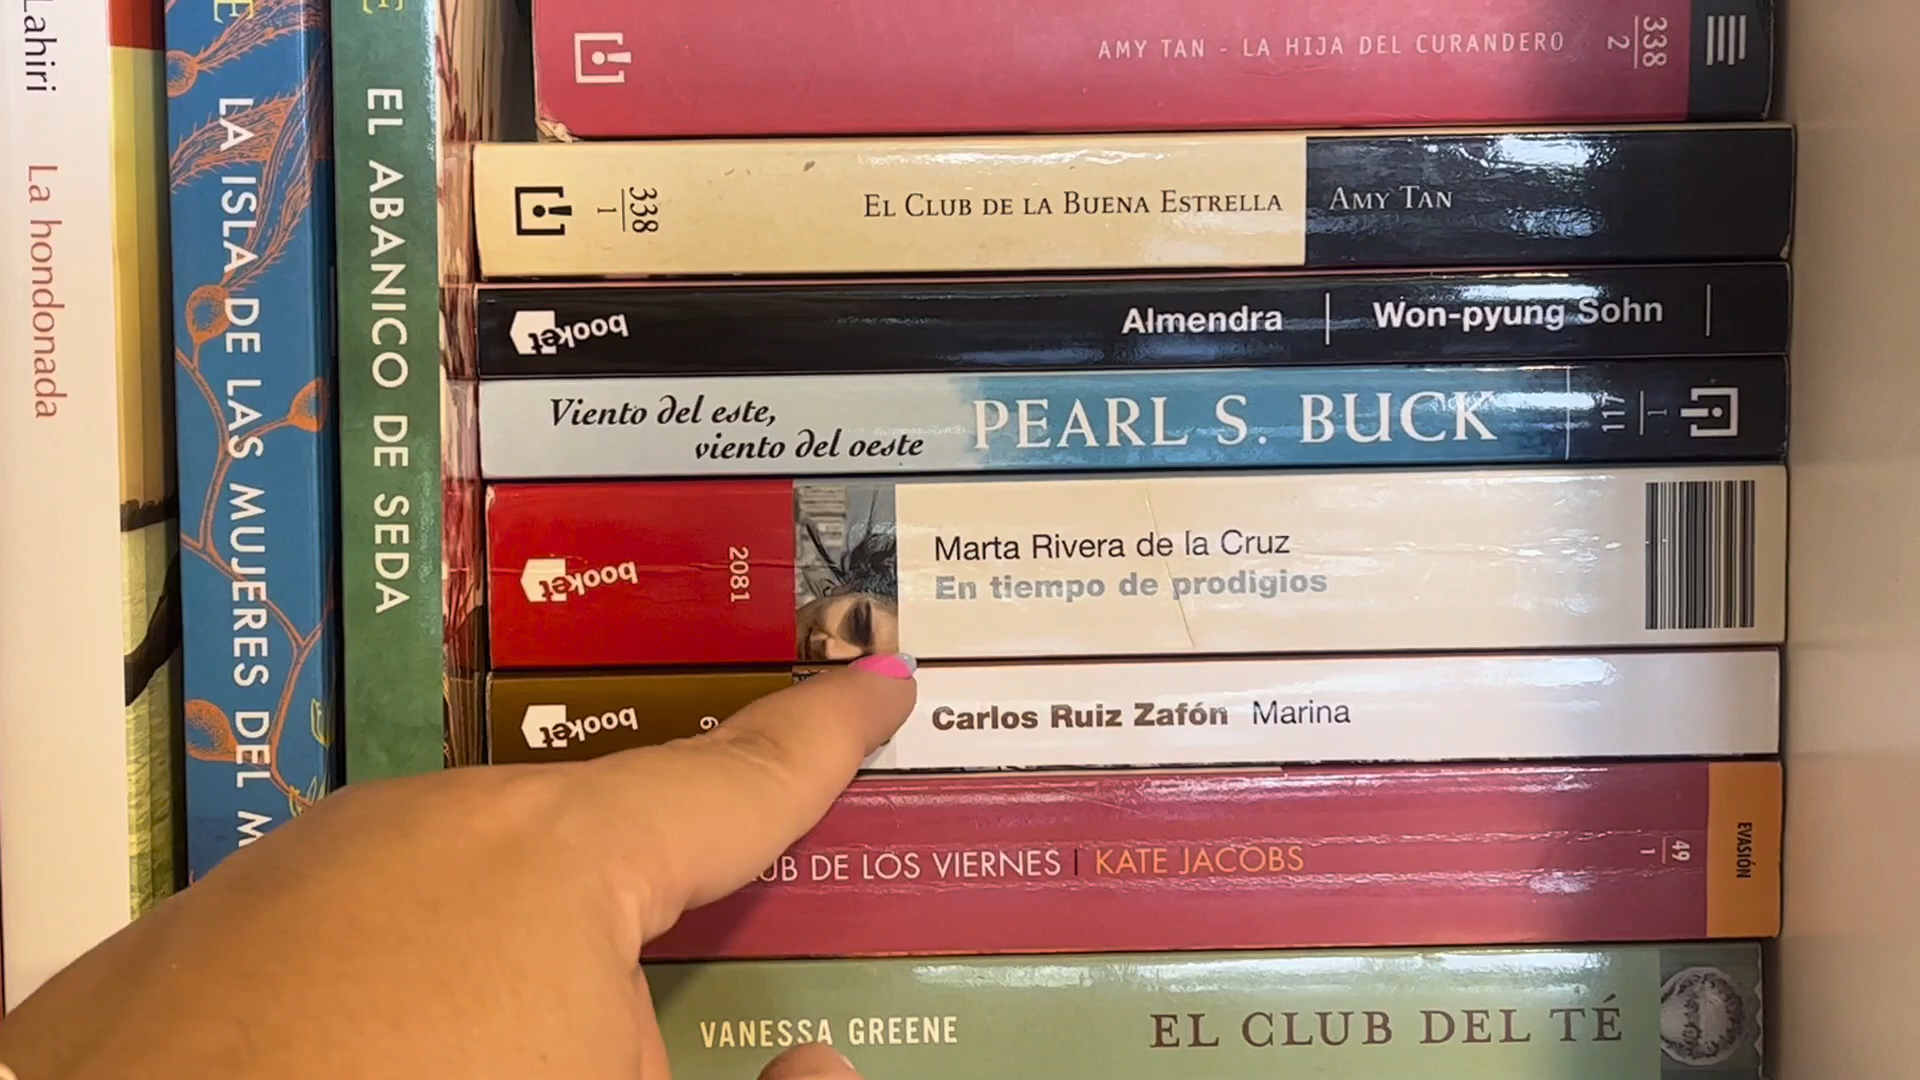 Lahiri La hondonada
LA ISLA DE LAS MUJERES DEL
EL ABANICO DE SEDA
AMY TAN - LA HIJA DEL CURANDERO
338
2
338
1
EL CLUB DE LA BUENA ESTRELLA AMY TAN
booket Almendra Won-pyung Sohn
Viento del este,
viento del oeste
PEARL S. BUCK
117
1
booket 2081
Marta Rivera de la Cruz
En tiempo de prodigios
booket
Carlos Ruiz Zafón Marina
DE LOS VIERNES | KATE JACOBS
49
1
EVASIÓN
VANESSA GREENE EL CLUB DEL TÉ